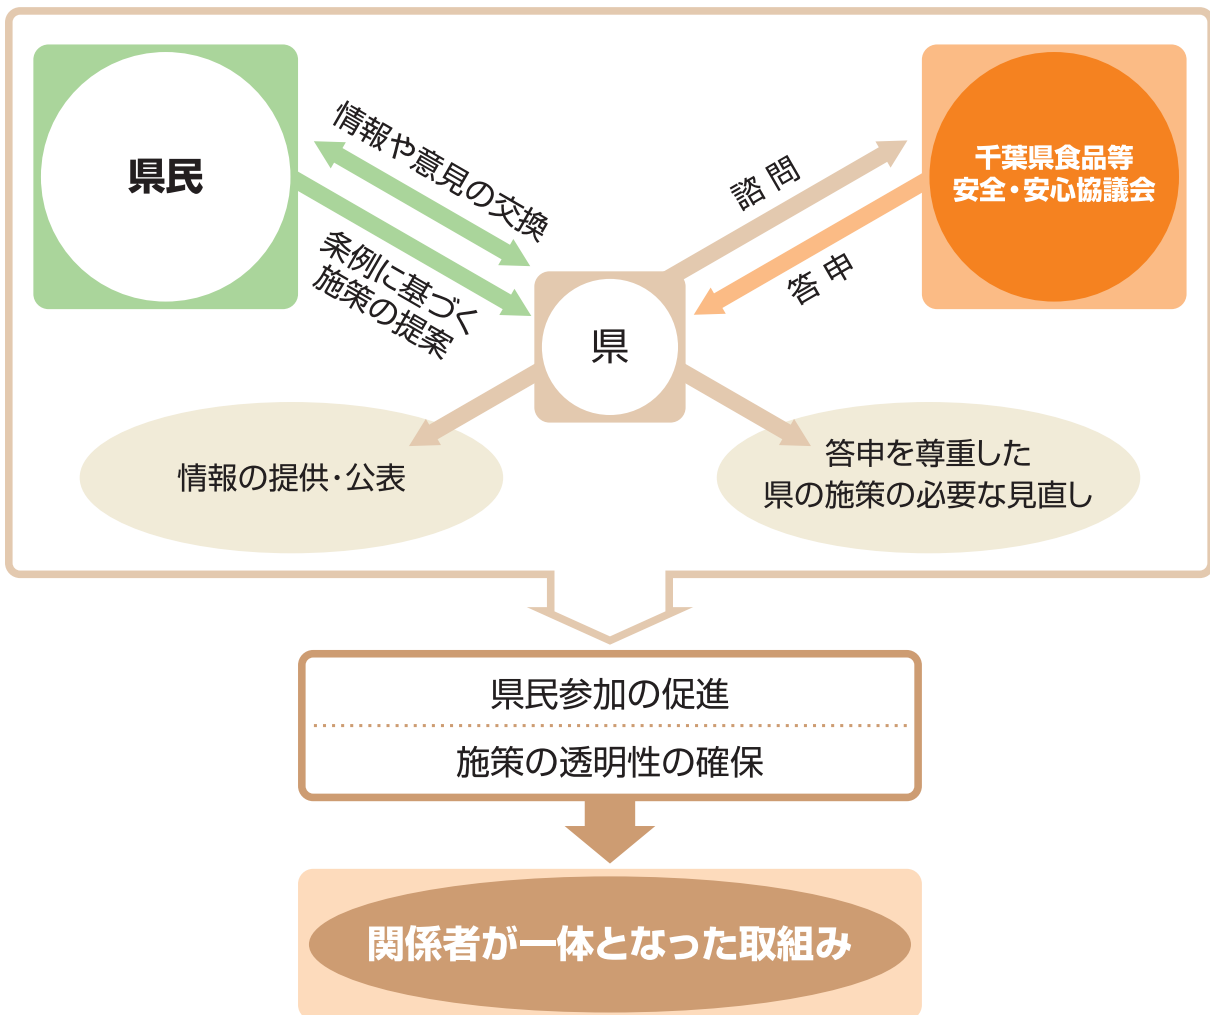 県民
千葉県食品等
安全・安心協議会
情報や意見の交換
条例に基づく
施策の提案
諮問
答申
県
情報の提供・公表
答申を尊重した
県の施策の必要な見直し
県民参加の促進
施策の透明性の確保
関係者が一体となった取組み